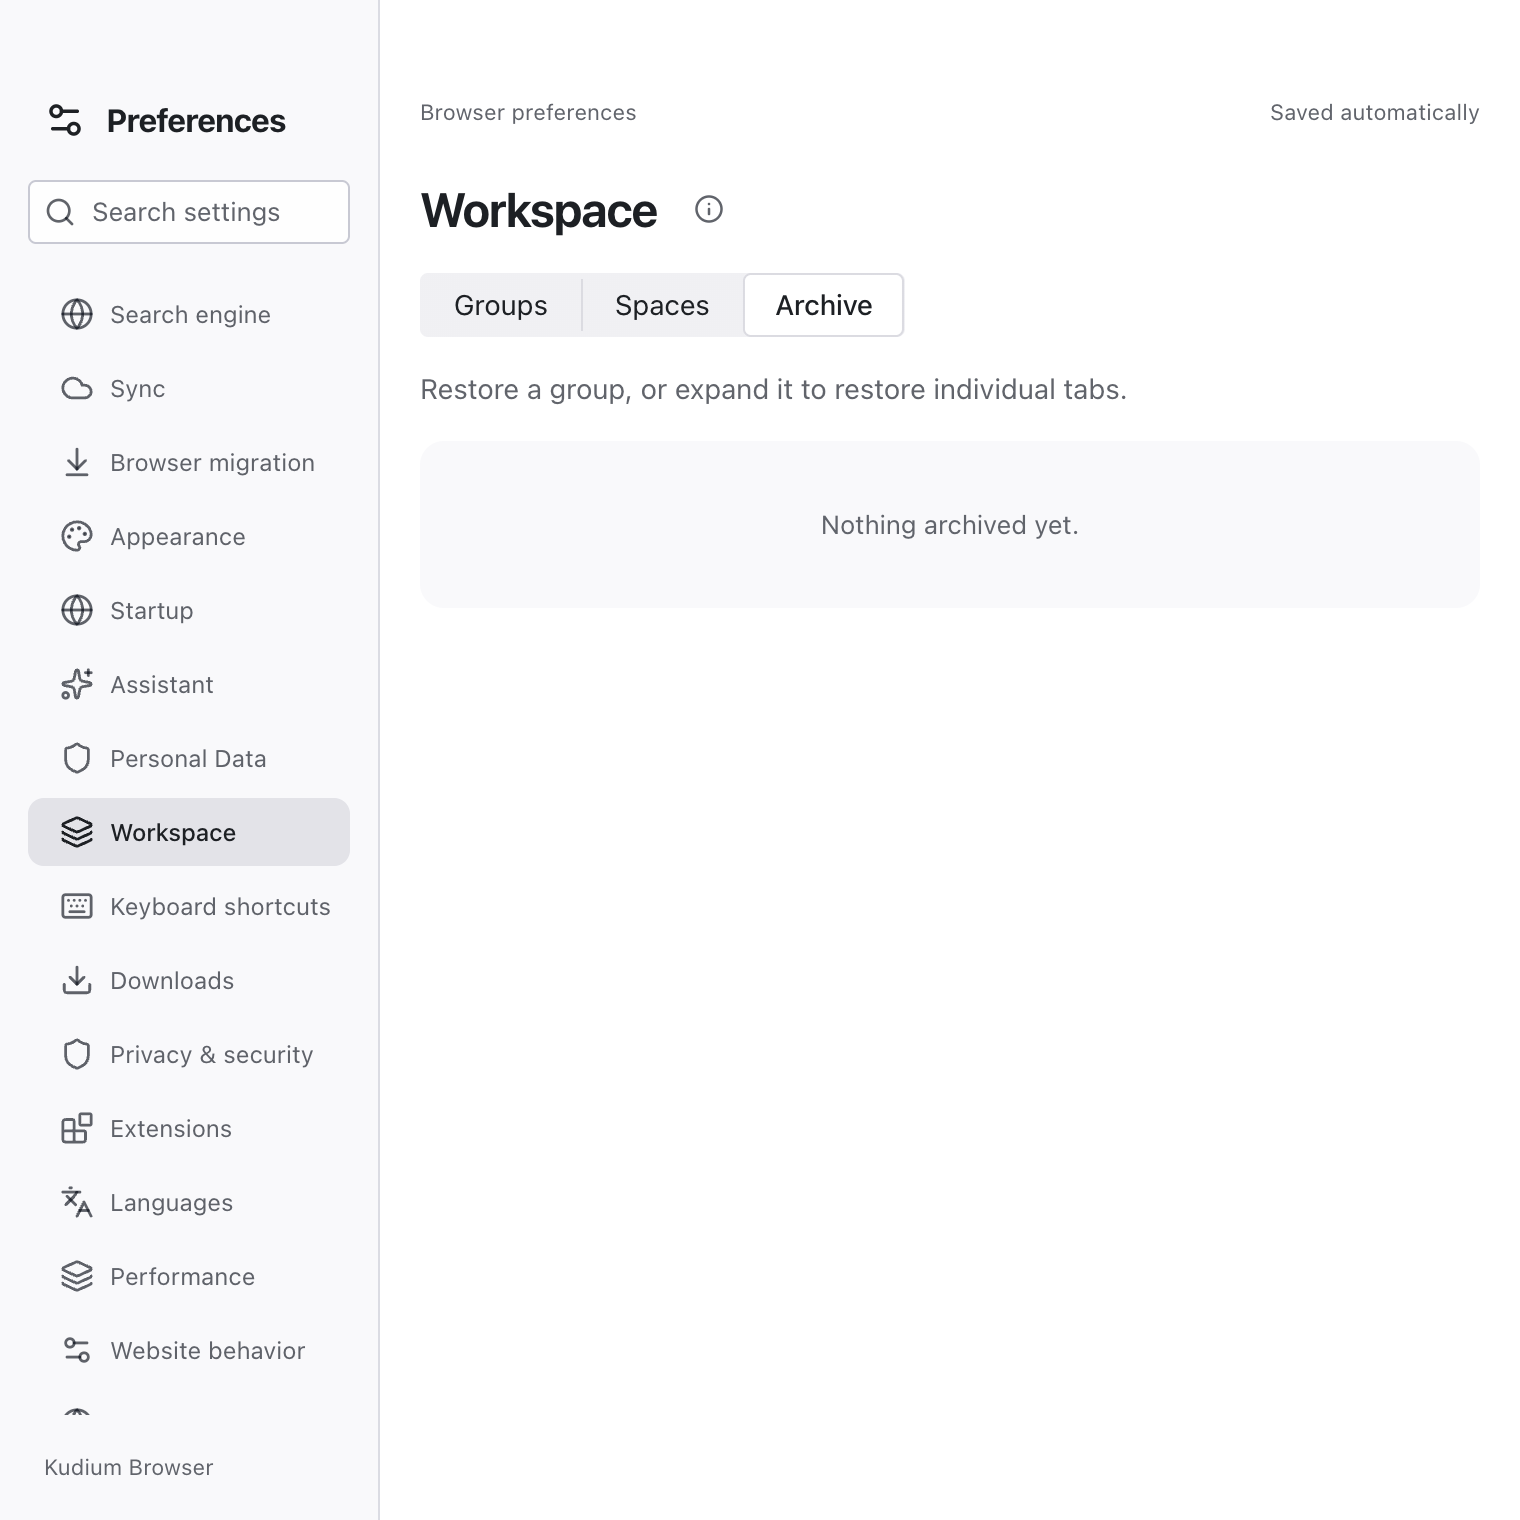 Preferences
Search settings
Search engine
Sync
Browser migration
Appearance
Startup
Assistant
Personal Data
Workspace
Keyboard shortcuts
Downloads
Privacy & security
Extensions
Languages
Performance
Website behavior
Kudium Browser
Browser preferences
Saved automatically
Workspace
Groups
Spaces
Archive
Restore a group, or expand it to restore individual tabs.
Nothing archived yet.